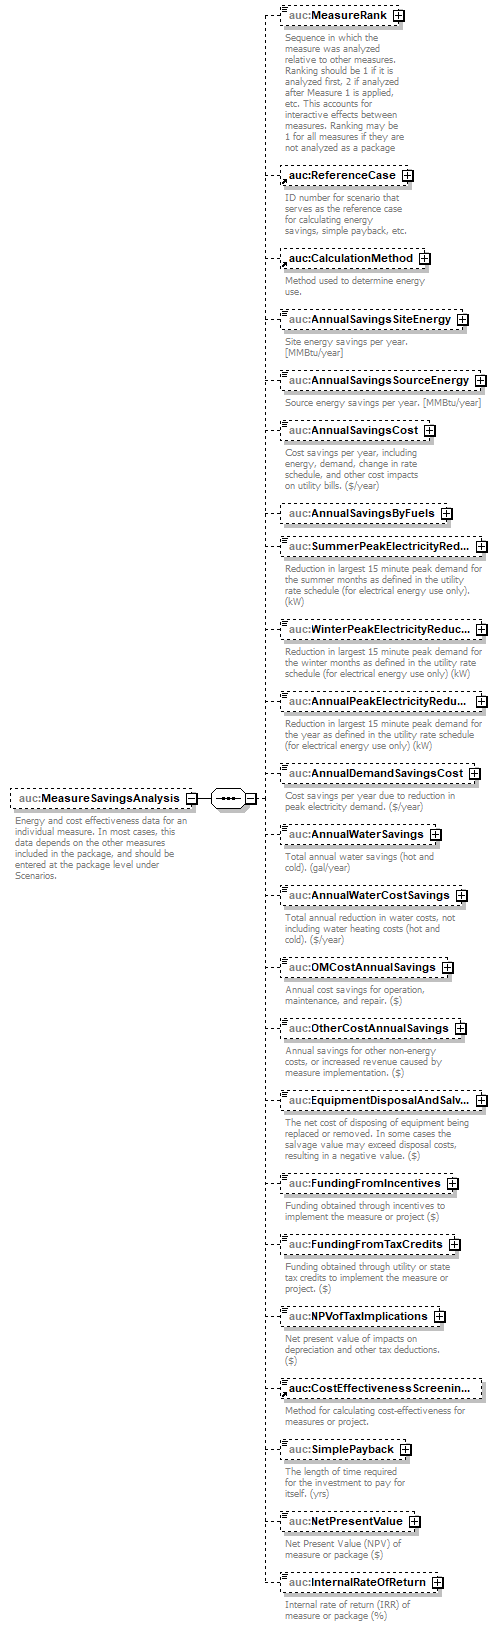 auc:MeasureRank
Sequence in which the
measure was analyzed
relative to other measures.
Ranking should be 1 if it is
analyzed first, 2 if analyzed
after Measure 1 is applied,
etc. This accounts for
interactive effects between
measures. Ranking may be
1 for all measures if they are
not analyzed as a package
auc:ReferenceCase
ID number for scenario that
serves as the reference case
for calculating energy
savings, simple payback, etc.
auc:CalculationMethod
Method used to determine energy
use.
auc:AnnualSavingsSiteEnergy
Site energy savings per year.
[MMBtu/year]
auc:AnnualSavingsSourceEnergy
Source energy savings per year. [MMBtu/year]
auc:AnnualSavingsCost
Cost savings per year, including
energy, demand, change in rate
schedule, and other cost impacts
on utility bills. ($/year)
auc:AnnualSavingsByFuels
auc:SummerPeakElectricityRed...
Reduction in largest 15 minute peak demand for
the summer months as defined in the utility
rate schedule (for electrical energy use only).
(kW)
auc:WinterPeakElectricityReduc...
Reduction in largest 15 minute peak demand for
the winter months as defined in the utility rate
schedule (for electrical energy use only) (kW)
auc:AnnualPeakElectricityRedu...
Reduction in largest 15 minute peak demand for
the year as defined in the utility rate schedule
(for electrical energy use only) (kW)
auc:AnnualDemandSavingsCost
Cost savings per year due to reduction in
peak electricity demand. ($/year)
auc:MeasureSavingsAnalysis
Energy and cost effectiveness data for an
individual measure. In most cases, this
data depends on the other measures
included in the package, and should be
entered at the package level under
Scenarios.
auc:AnnualWaterSavings
Total annual water savings (hot and
cold). (gal/year)
auc:AnnualWaterCostSavings
Total annual reduction in water costs, not
including water heating costs (hot and
cold). ($/year)
auc:OMCostAnnualSavings
Annual cost savings for operation,
maintenance, and repair. ($)
auc:OtherCostAnnualSavings
Annual savings for other non-energy
costs, or increased revenue caused by
measure implementation. ($)
auc:EquipmentDisposalAndSalv...
The net cost of disposing of equipment being
replaced or removed. In some cases the
salvage value may exceed disposal costs,
resulting in a negative value. ($)
auc:FundingFromIncentives
Funding obtained through incentives to
implement the measure or project ($)
auc:FundingFromTaxCredits
Funding obtained through utility or state
tax credits to implement the measure or
project. ($)
auc:NPVofTaxImplications
Net present value of impacts on
depreciation and other tax deductions.
($)
auc:CostEffectivenessScreenin...
Method for calculating cost-effectiveness for
measures or project.
auc:SimplePayback
The length of time required
for the investment to pay for
itself. (yrs)
auc:NetPresentValue
Net Present Value (NPV) of
measure or package ($)
auc:InternalRateOfReturn
Internal rate of return (IRR) of
measure or package (%)